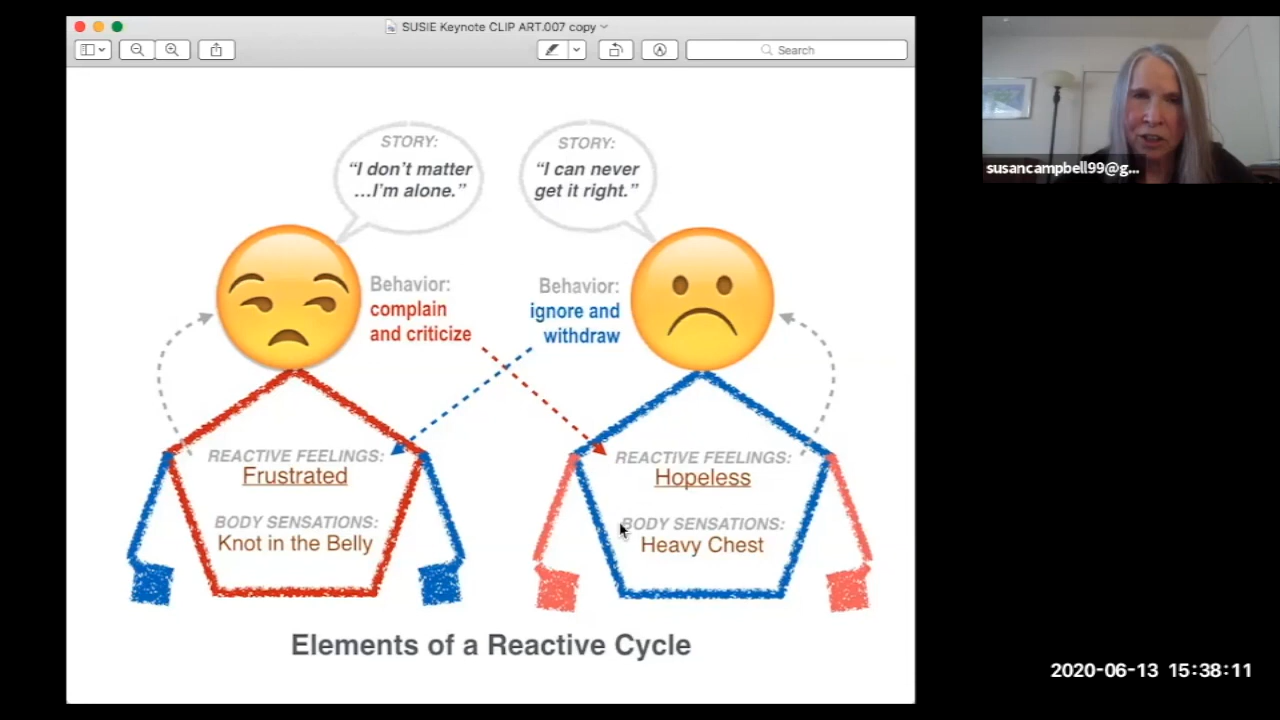 SUSIE Keynote CLIP ART.007 copy
Search
susancampbell99@g...
STORY:
“I don’t matter
...I’m alone.”
STORY:
“I can never
get it right.”
Behavior:
complain
and criticize
Behavior:
ignore and
withdraw
REACTIVE FEELINGS:
Frustrated
BODY SENSATIONS:
Knot in the Belly
REACTIVE FEELINGS:
Hopeless
BODY SENSATIONS:
Heavy Chest
Elements of a Reactive Cycle
2020-06-13 15:38:11